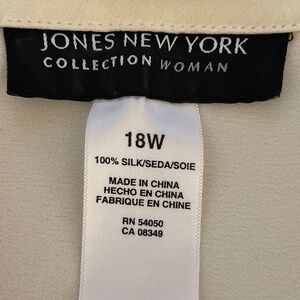 JONES NEW YORK
COLLECTION WOMAN
18W
100% SILK/SEDA/SOIE
MADE IN CHINA
HECHO EN CHINA
FABRIQUE EN CHINE
RN 54050
CA 08349